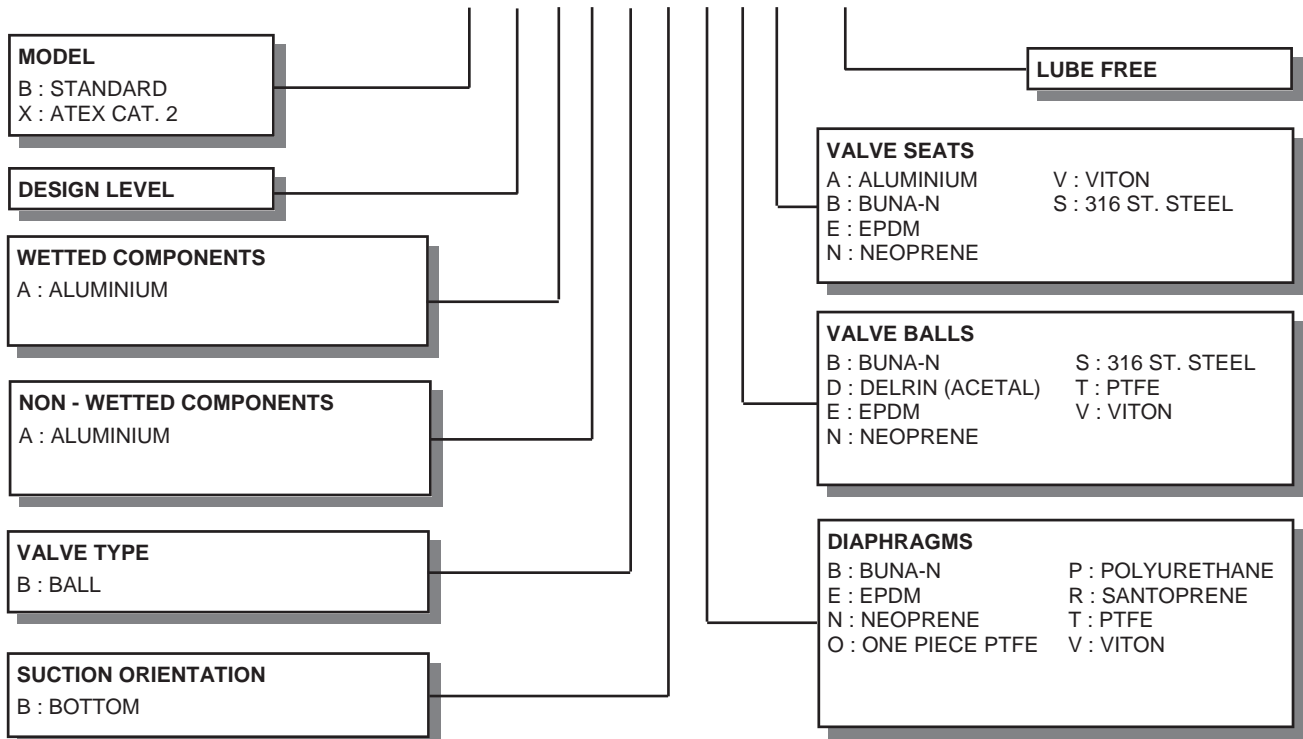 MODEL
B : STANDARD
X : ATEX CAT. 2
DESIGN LEVEL
WETTED COMPONENTS
A : ALUMINIUM
NON - WETTED COMPONENTS
A : ALUMINIUM
VALVE TYPE
B : BALL
SUCTION ORIENTATION
B : BOTTOM
LUBE FREE
VALVE SEATS
A : ALUMINIUM V : VITON
B : BUNA-N S : 316 ST. STEEL
E : EPDM
N : NEOPRENE
VALVE BALLS
B : BUNA-N S : 316 ST. STEEL
D : DELRIN (ACETAL) T : PTFE
E : EPDM V : VITON
N : NEOPRENE
DIAPHRAGMS
B : BUNA-N P : POLYURETHANE
E : EPDM R : SANTOPRENE
N : NEOPRENE T : PTFE
O : ONE PIECE PTFE V : VITON